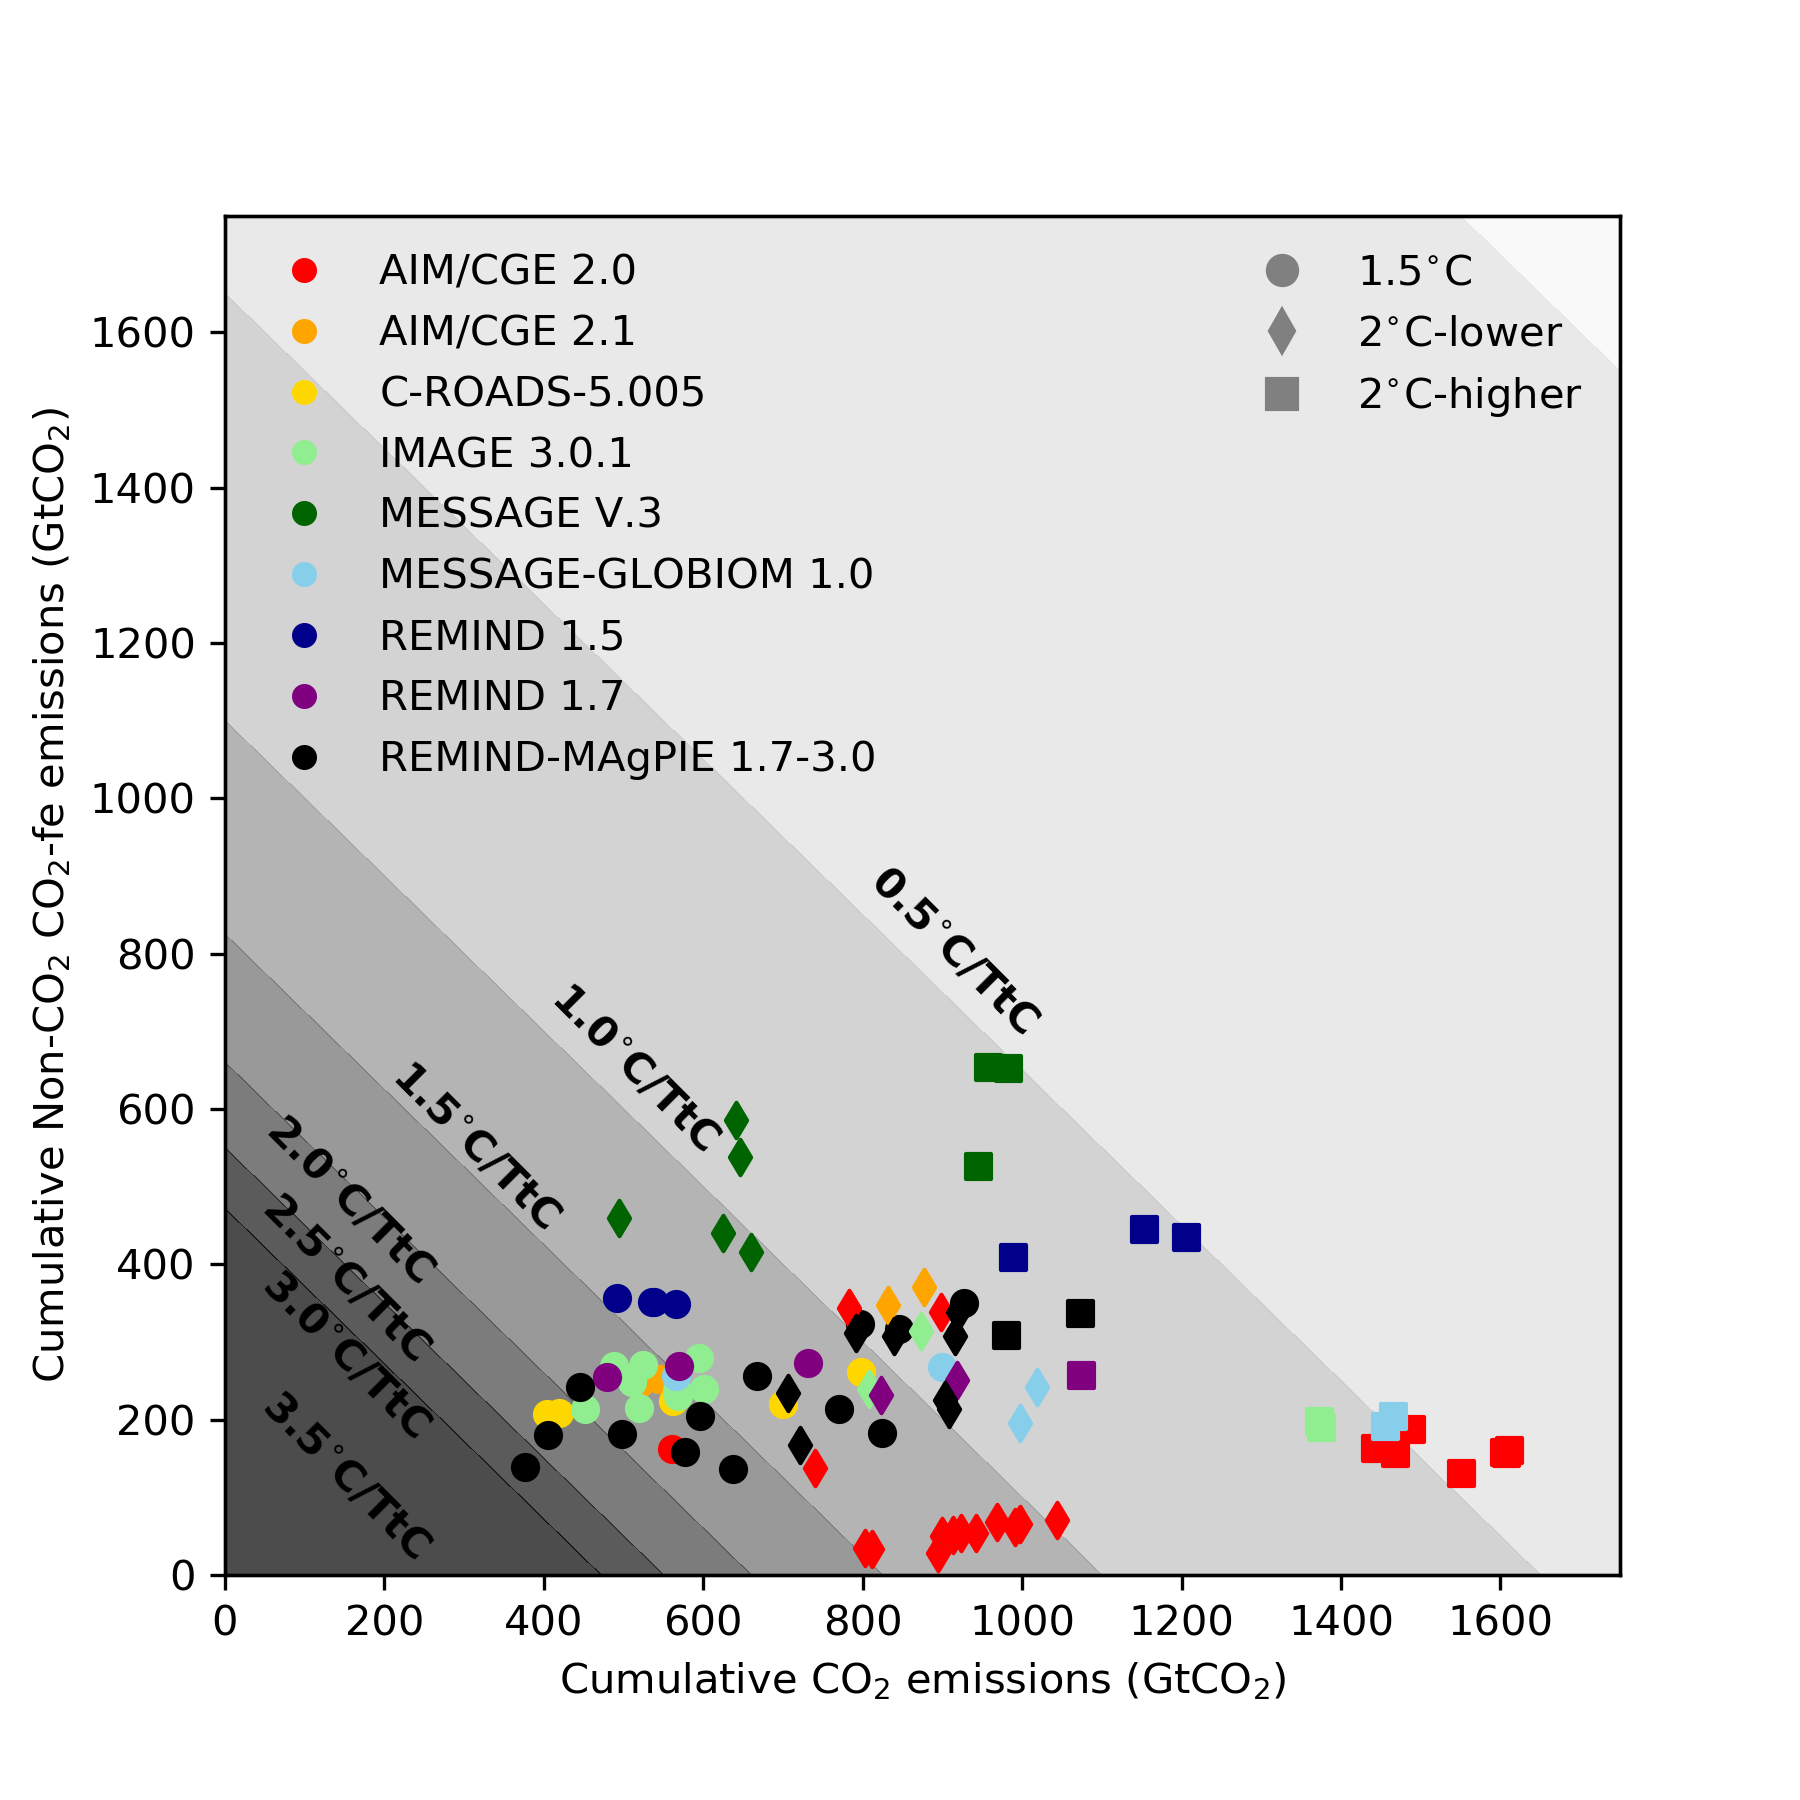 AIM/CGE 2.0
AIM/CGE 2.1
C-ROADS-5.005
IMAGE 3.0.1
MESSAGE V.3
MESSAGE-GLOBIOM 1.0
REMIND 1.5
REMIND 1.7
REMIND-MAgPIE 1.7-3.0
1.5°C
2°C-lower
2°C-higher
0.5°C/TtC
1.0°C/TtC
1.5°C/TtC
2.0°C/TtC
2.5°C/TtC
3.0°C/TtC
3.5°C/TtC
Cumulative Non-CO₂ CO₂-fe emissions (GtCO₂)
1600
1400
1200
1000
800
600
400
200
0
0 200 400 600 800 1000 1200 1400 1600
Cumulative CO₂ emissions (GtCO₂)